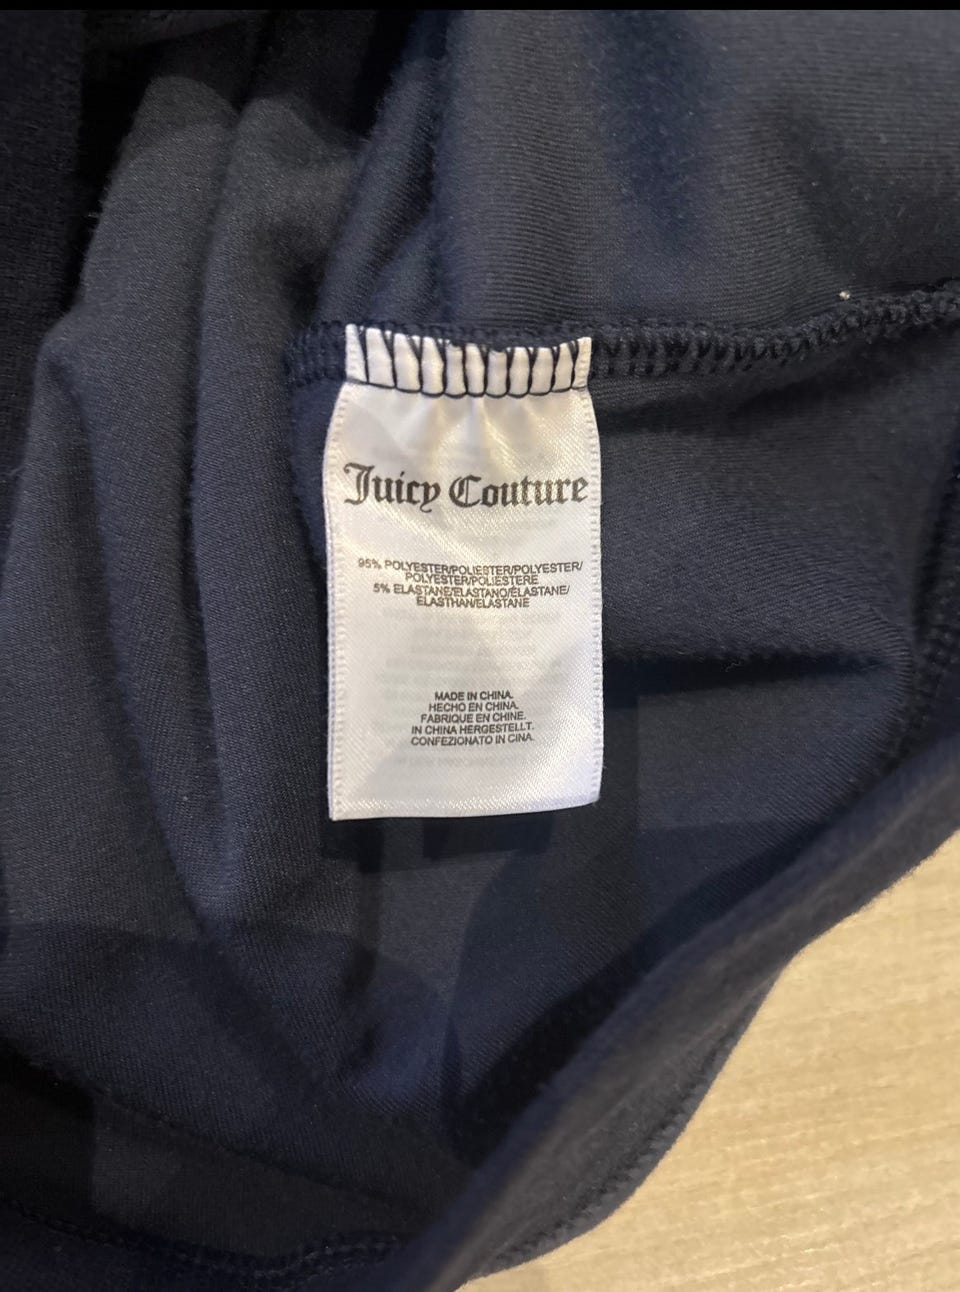 Juicy Couture
95% POLYESTER/POLIESTER/POLYESTER/
POLYESTER/POLIESTERE
5% ELASTANE/ELASTANO/ÉLASTANE/
ELASTHAN/ELASTANE
MADE IN CHINA.
HECHO EN CHINA.
FABRIQUE EN CHINE.
IN CHINA HERGESTELLT.
CONFEZIONATO IN CINA.